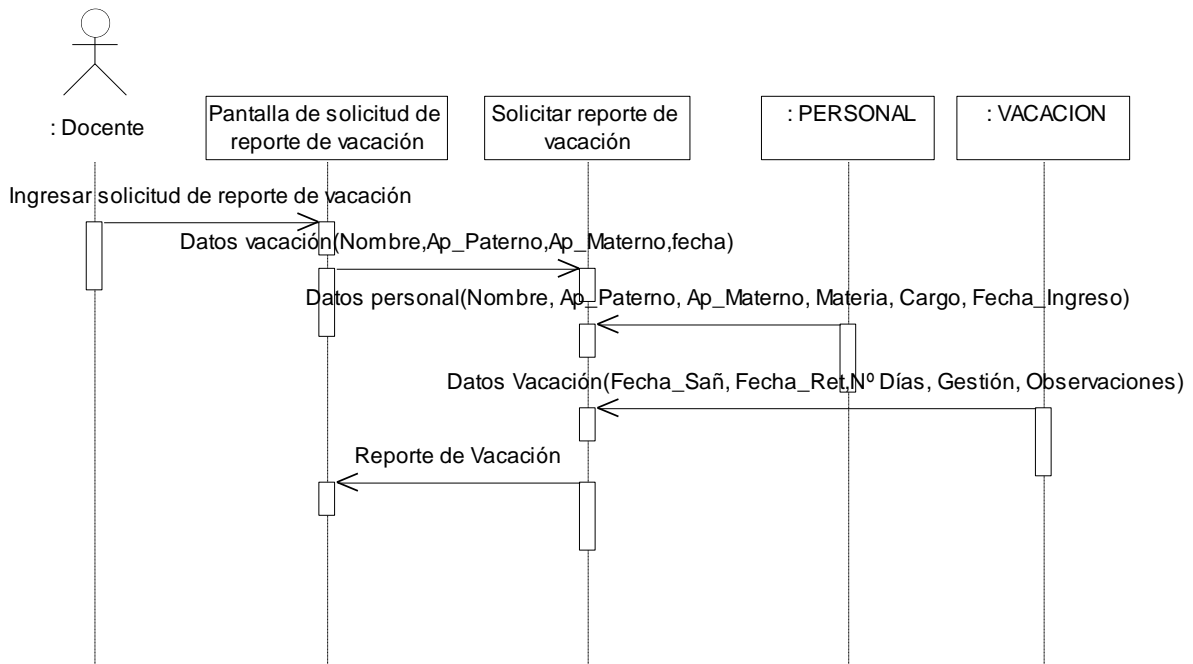 : Docente
Pantalla de solicitud de
reporte de vacación
Solicitar reporte de
vacación
: PERSONAL
: VACACION
Ingresar solicitud de reporte de vacación
Datos vacación(Nombre,Ap_Paterno,Ap_Materno,fecha)
Datos personal(Nombre, Ap_Paterno, Ap_Materno, Materia, Cargo, Fecha_Ingreso)
Datos Vacación(Fecha_Sañ, Fecha_Ret,Nº Días, Gestión, Observaciones)
Reporte de Vacación